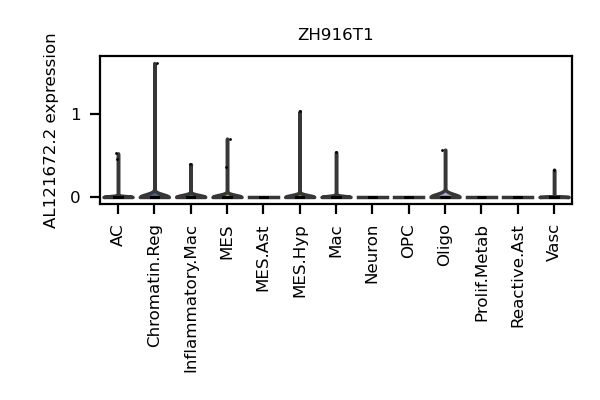 ZH916T1
AL121672.2 expression
1
0
AC
Chromatin.Reg
Inflammatory.Mac
MES
MES.Ast
MES.Hyp
Mac
Neuron
OPC
Oligo
Prolif.Metab
Reactive.Ast
Vasc